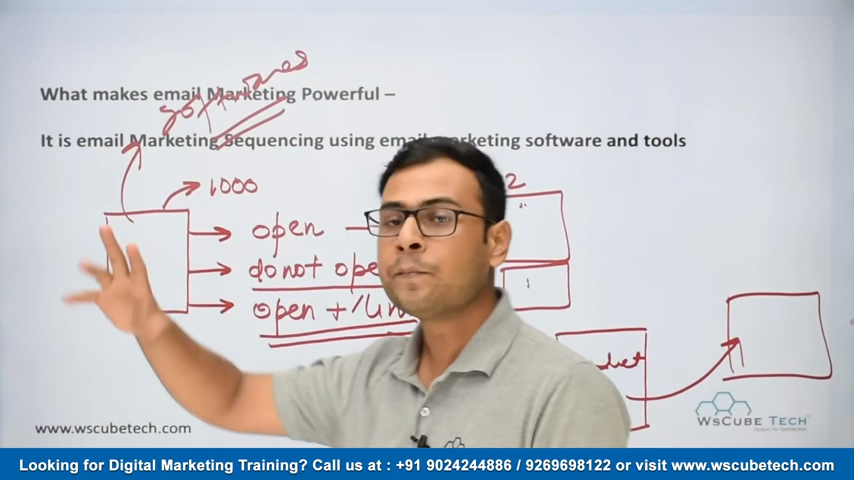 What makes email Marketing Powerful –
softwares
It is email Marketing Sequencing using email marketing software and tools
2
1000
open
do not open
open +
www.wscubetech.com
WsCube Tech
Looking for Digital Marketing Training? Call us at : +91 9024244886 / 9269698122 or visit www.wscubetech.com